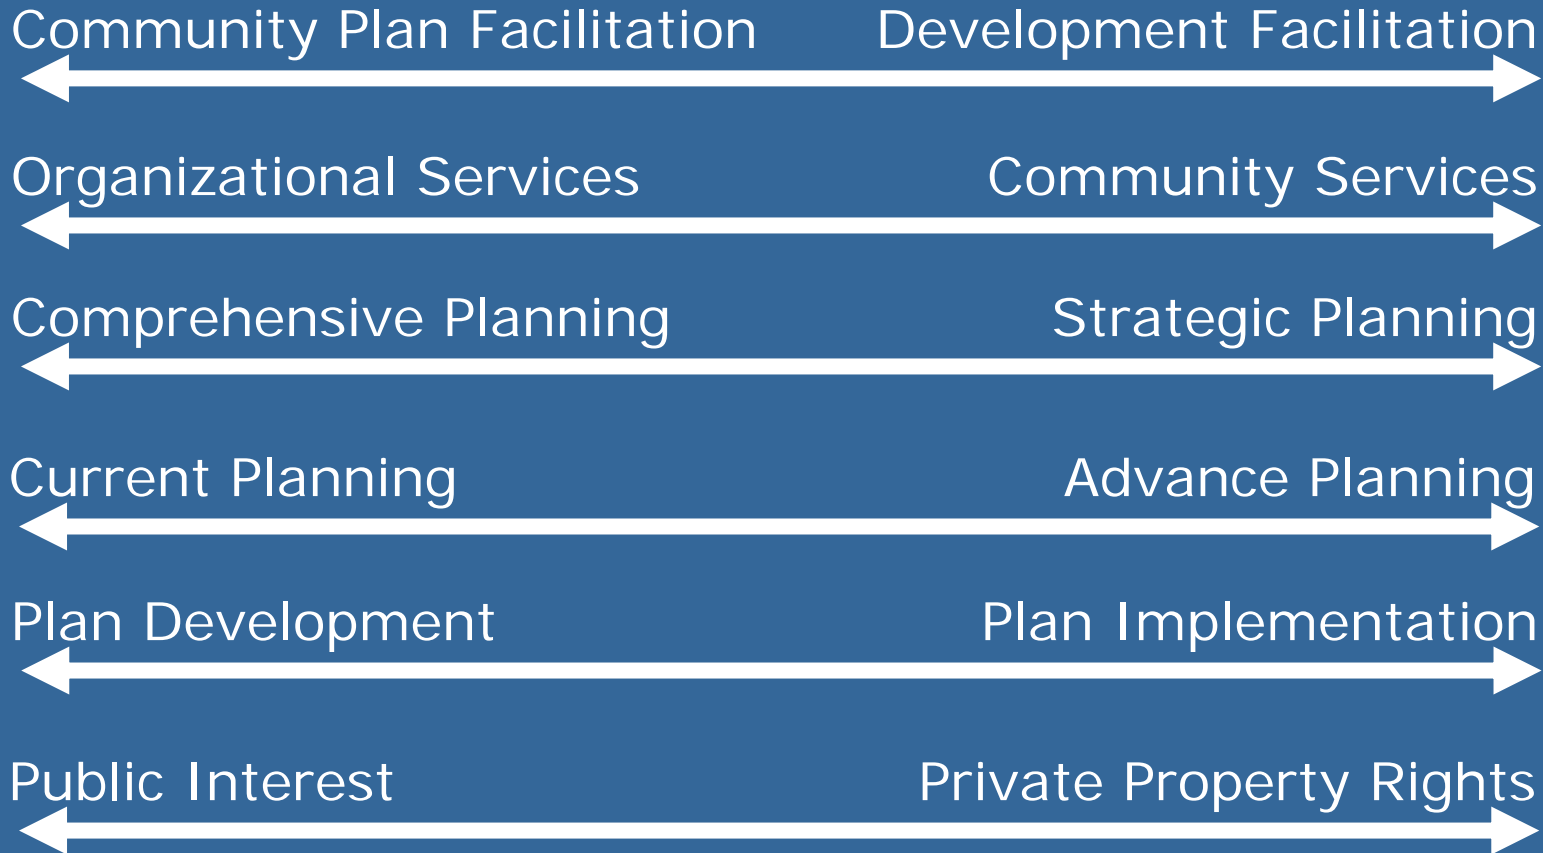 Community Plan Facilitation Development Facilitation
Organizational Services Community Services
Comprehensive Planning Strategic Planning
Current Planning Advance Planning
Plan Development Plan Implementation
Public Interest Private Property Rights